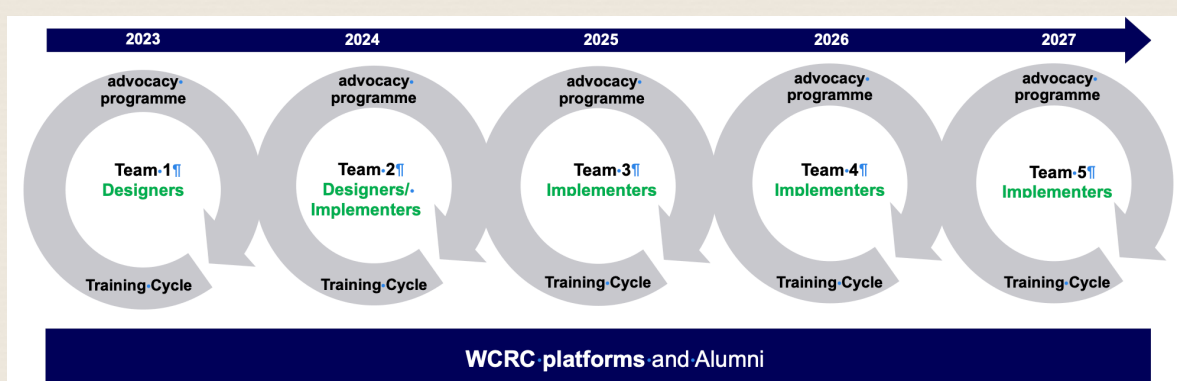 2023 2024 2025 2026 2027
advocacy· advocacy· advocacy· advocacy· advocacy·
programme programme programme programme programme
Team·1¶ Team·2¶ Team·3¶ Team·4¶ Team·5¶
Designers Designers/· Implementers Implementers Implementers
Implementers
Training·Cycle Training·Cycle Training·Cycle Training·Cycle Training·Cycle
WCRC·platforms·and·Alumni